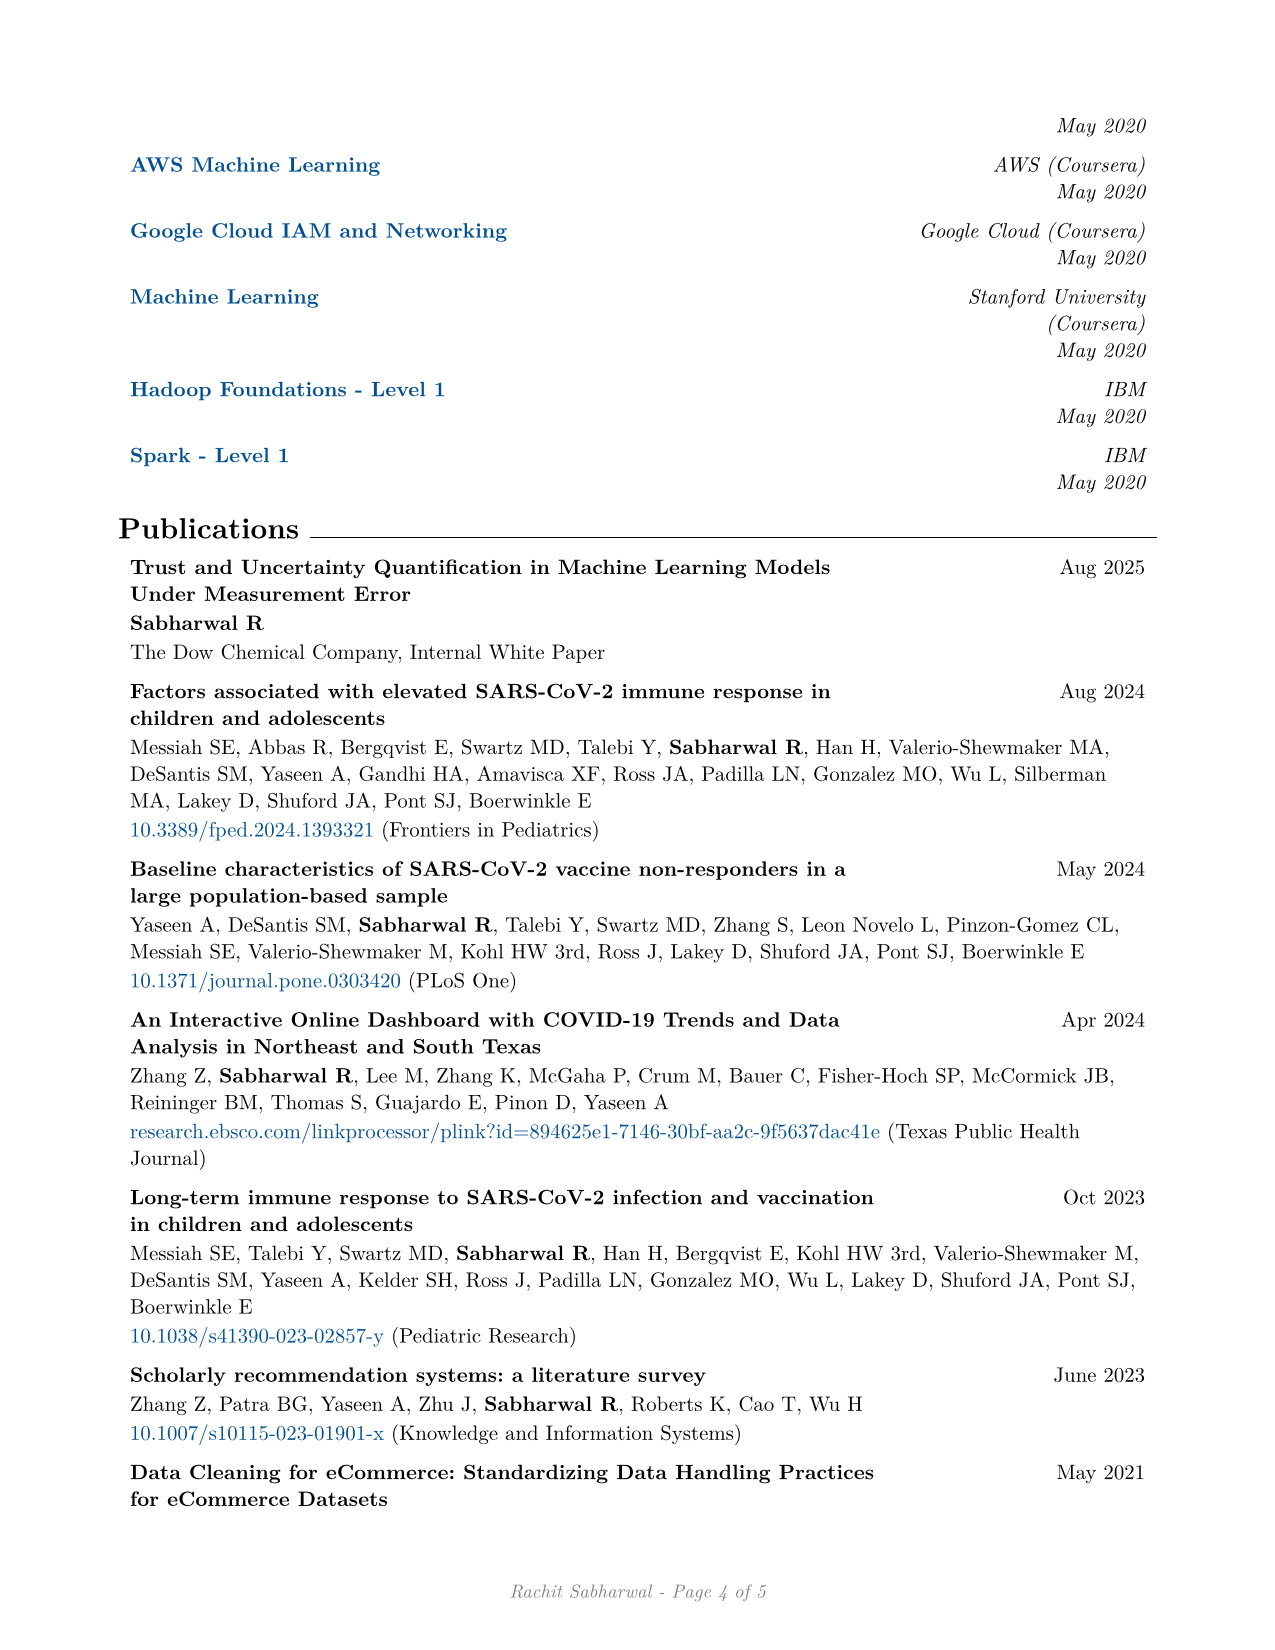 May 2020
AWS Machine Learning AWS (Coursera)
May 2020
Google Cloud IAM and Networking Google Cloud (Coursera)
May 2020
Machine Learning Stanford University
(Coursera)
May 2020
Hadoop Foundations - Level 1 IBM
May 2020
Spark - Level 1 IBM
May 2020
Publications
Trust and Uncertainty Quantification in Machine Learning Models Aug 2025
Under Measurement Error
Sabharwal R
The Dow Chemical Company, Internal White Paper
Factors associated with elevated SARS-CoV-2 immune response in Aug 2024
children and adolescents
Messiah SE, Abbas R, Bergqvist E, Swartz MD, Talebi Y, Sabharwal R, Han H, Valerio-Shewmaker MA,
DeSantis SM, Yaseen A, Gandhi HA, Amavisca XF, Ross JA, Padilla LN, Gonzalez MO, Wu L, Silberman
MA, Lakey D, Shuford JA, Pont SJ, Boerwinkle E
10.3389/fped.2024.1393321 (Frontiers in Pediatrics)
Baseline characteristics of SARS-CoV-2 vaccine non-responders in a May 2024
large population-based sample
Yaseen A, DeSantis SM, Sabharwal R, Talebi Y, Swartz MD, Zhang S, Leon Novelo L, Pinzon-Gomez CL,
Messiah SE, Valerio-Shewmaker M, Kohl HW 3rd, Ross J, Lakey D, Shuford JA, Pont SJ, Boerwinkle E
10.1371/journal.pone.0303420 (PLoS One)
An Interactive Online Dashboard with COVID-19 Trends and Data Apr 2024
Analysis in Northeast and South Texas
Zhang Z, Sabharwal R, Lee M, Zhang K, McGaha P, Crum M, Bauer C, Fisher-Hoch SP, McCormick JB,
Reininger BM, Thomas S, Guajardo E, Pinon D, Yaseen A
research.ebsco.com/linkprocessor/plink?id=894625e1-7146-30bf-aa2c-9f5637dac41e (Texas Public Health
Journal)
Long-term immune response to SARS-CoV-2 infection and vaccination Oct 2023
in children and adolescents
Messiah SE, Talebi Y, Swartz MD, Sabharwal R, Han H, Bergqvist E, Kohl HW 3rd, Valerio-Shewmaker M,
DeSantis SM, Yaseen A, Kelder SH, Ross J, Padilla LN, Gonzalez MO, Wu L, Lakey D, Shuford JA, Pont SJ,
Boerwinkle E
10.1038/s41390-023-02857-y (Pediatric Research)
Scholarly recommendation systems: a literature survey June 2023
Zhang Z, Patra BG, Yaseen A, Zhu J, Sabharwal R, Roberts K, Cao T, Wu H
10.1007/s10115-023-01901-x (Knowledge and Information Systems)
Data Cleaning for eCommerce: Standardizing Data Handling Practices May 2021
for eCommerce Datasets
Rachit Sabharwal - Page 4 of 5